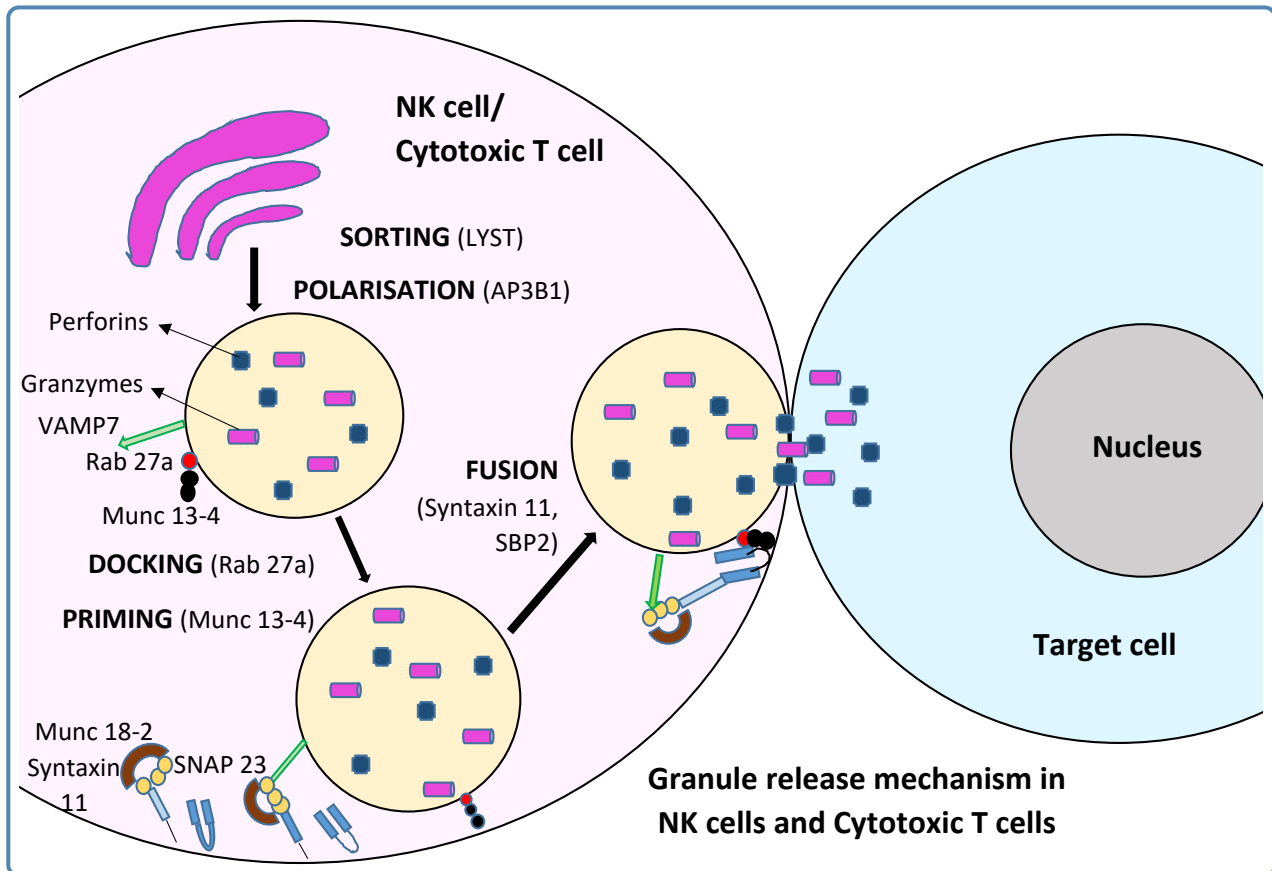 NK cell/
Cytotoxic T cell
SORTING (LYST)
POLARISATION (AP3B1)
Perforins
Granzymes
VAMP7
Rab 27a
Munc 13-4
DOCKING (Rab 27a)
PRIMING (Munc 13-4)
FUSION
(Syntaxin 11,
SBP2)
Munc 18-2
Syntaxin
11
SNAP 23
Nucleus
Target cell
Granule release mechanism in
NK cells and Cytotoxic T cells